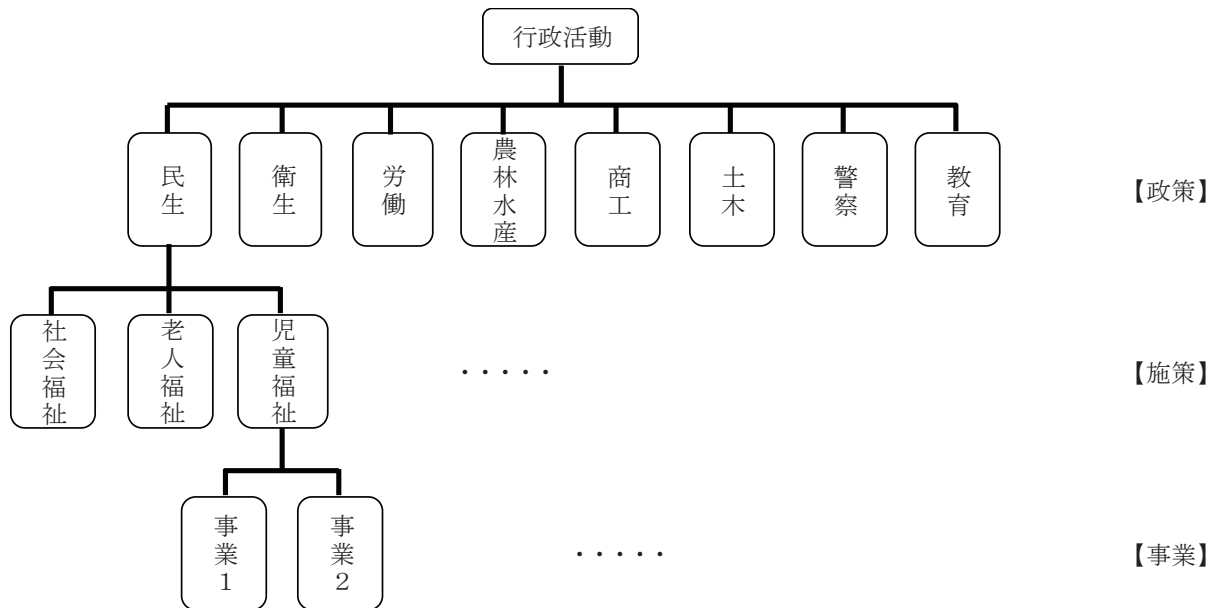 行政活動
民生
衛生
労働
農林水産
商工
土木
警察
教育
【政策】
社会福祉
老人福祉
児童福祉
・・・・・
【施策】
事業1
事業2
・・・・・
【事業】